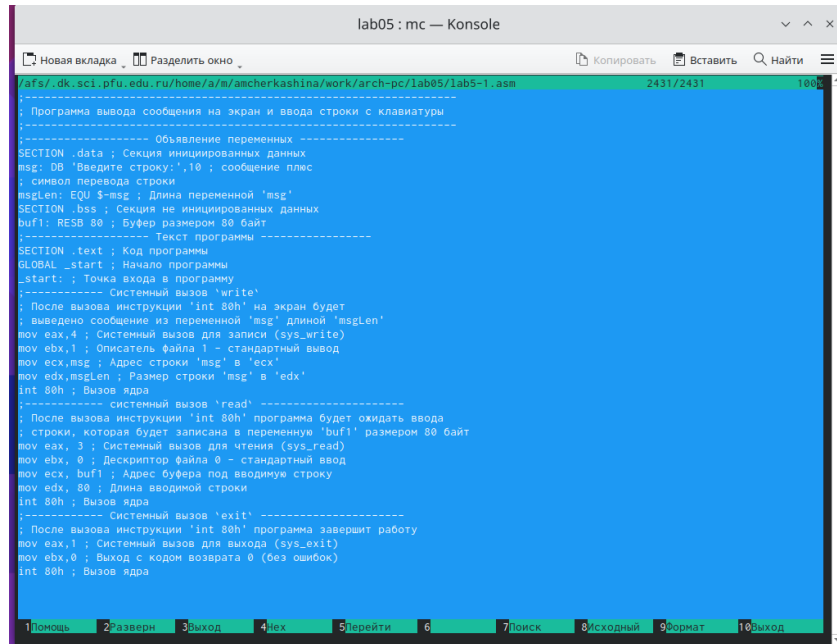 lab05 : mc — Konsole
Новая вкладка Разделить окно Копировать Вставить Найти
/afs/.dk.sci.pfu.edu.ru/home/a/m/amcherkashina/work/arch-pc/lab05/lab5-1.asm 2431/2431 100%
;------------------------------------------------------------------
; Программа вывода сообщения на экран и ввода строки с клавиатуры
;------------------------------------------------------------------
;------------------- Объявление переменных ----------------
SECTION .data ; Секция инициированных данных
msg: DB 'Введите строку:',10 ; сообщение плюс
; символ перевода строки
msgLen: EQU $-msg ; Длина переменной 'msg'
SECTION .bss ; Секция не инициированных данных
buf1: RESB 80 ; Буфер размером 80 байт
;------------------- Текст программы -----------------
SECTION .text ; Код программы
GLOBAL _start ; Начало программы
_start: ; Точка входа в программу
;------------ Системный вызов `write`
; После вызова инструкции 'int 80h' на экран будет
; выведено сообщение из переменной 'msg' длиной 'msgLen'
mov eax,4 ; Системный вызов для записи (sys_write)
mov ebx,1 ; Описатель файла 1 - стандартный вывод
mov ecx,msg ; Адрес строки 'msg' в 'ecx'
mov edx,msgLen ; Размер строки 'msg' в 'edx'
int 80h ; Вызов ядра
;------------ системный вызов `read` ----------------------
; После вызова инструкции 'int 80h' программа будет ожидать ввода
; строки, которая будет записана в переменную 'buf1' размером 80 байт
mov eax, 3 ; Системный вызов для чтения (sys_read)
mov ebx, 0 ; Дескриптор файла 0 - стандартный ввод
mov ecx, buf1 ; Адрес буфера под вводимую строку
mov edx, 80 ; Длина вводимой строки
int 80h ; Вызов ядра
;------------ Системный вызов `exit` ----------------------
; После вызова инструкции 'int 80h' программа завершит работу
mov eax,1 ; Системный вызов для выхода (sys_exit)
mov ebx,0 ; Выход с кодом возврата 0 (без ошибок)
int 80h ; Вызов ядра
1Помощь 2Разверн 3Выход 4Hex 5Перейти 6 7Поиск 8Исходный 9Формат 10Выход